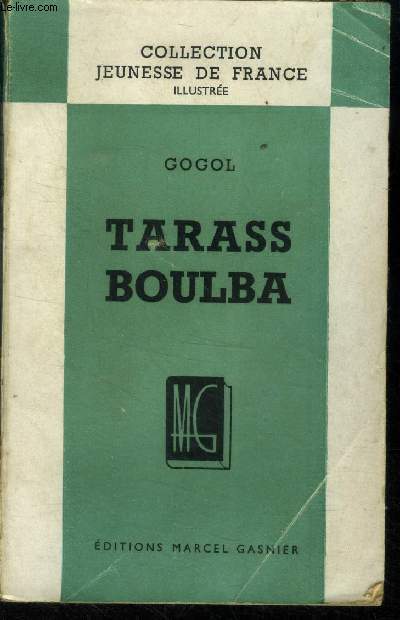 Le-livre.com
COLLECTION
JEUNESSE DE FRANCE
ILLUSTRÉE
GOGOL
TARASS
BOULBA
MG
ÉDITIONS MARCEL GASNIER